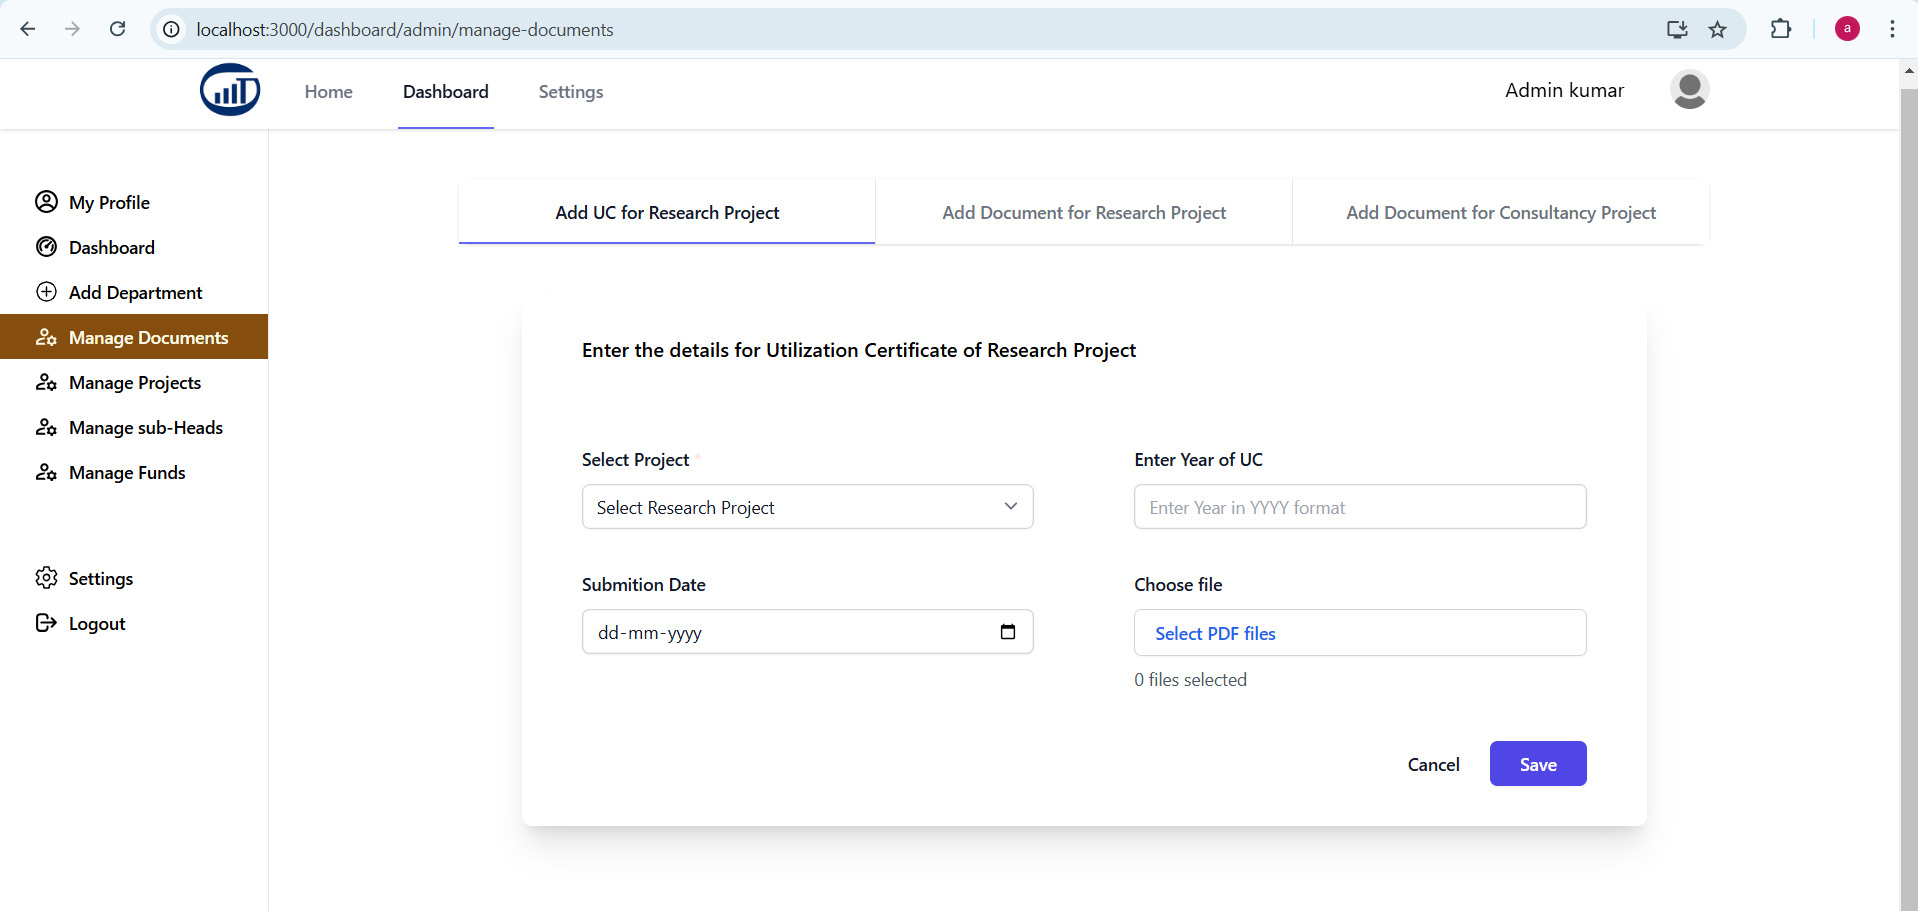 localhost:3000/dashboard/admin/manage-documents
a
Home
Dashboard
Settings
Admin kumar
My Profile
Dashboard
Add Department
Manage Documents
Manage Projects
Manage sub-Heads
Manage Funds
Settings
Logout
Add UC for Research Project
Add Document for Research Project
Add Document for Consultancy Project
Enter the details for Utilization Certificate of Research Project
Select Project *
Select Research Project
Enter Year of UC
Enter Year in YYYY format
Submition Date
dd-mm-yyyy
Choose file
Select PDF files
0 files selected
Cancel
Save